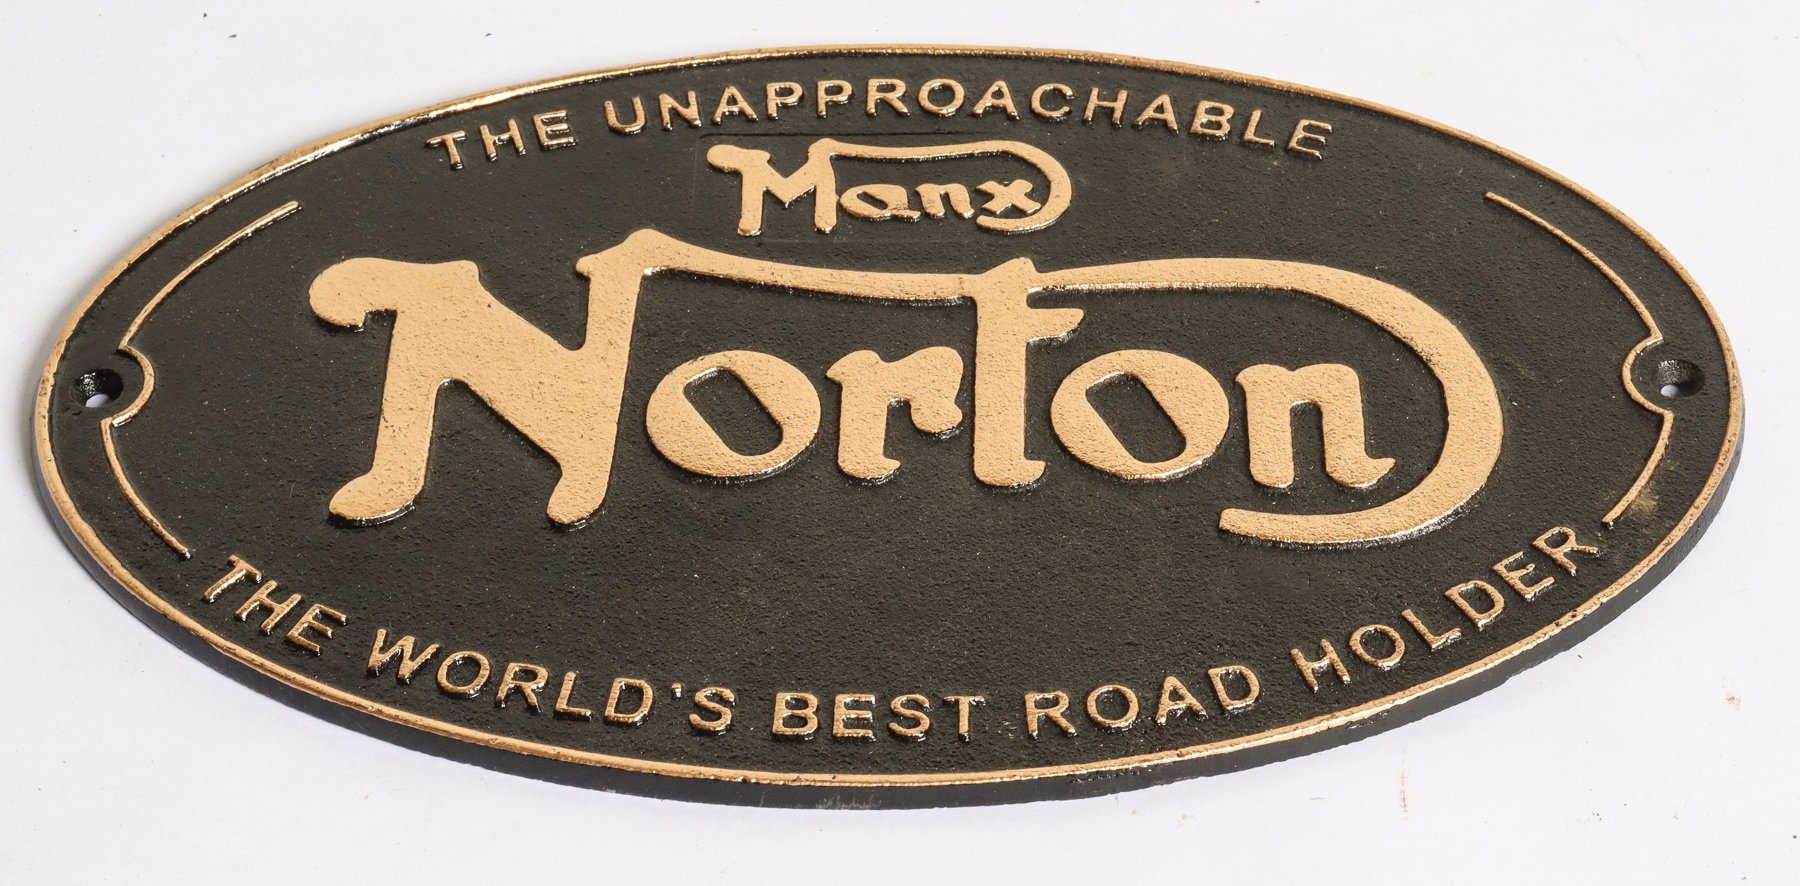 THE UNAPPROACHABLE
Manx
Norton
THE WORLD'S BEST ROAD HOLDER